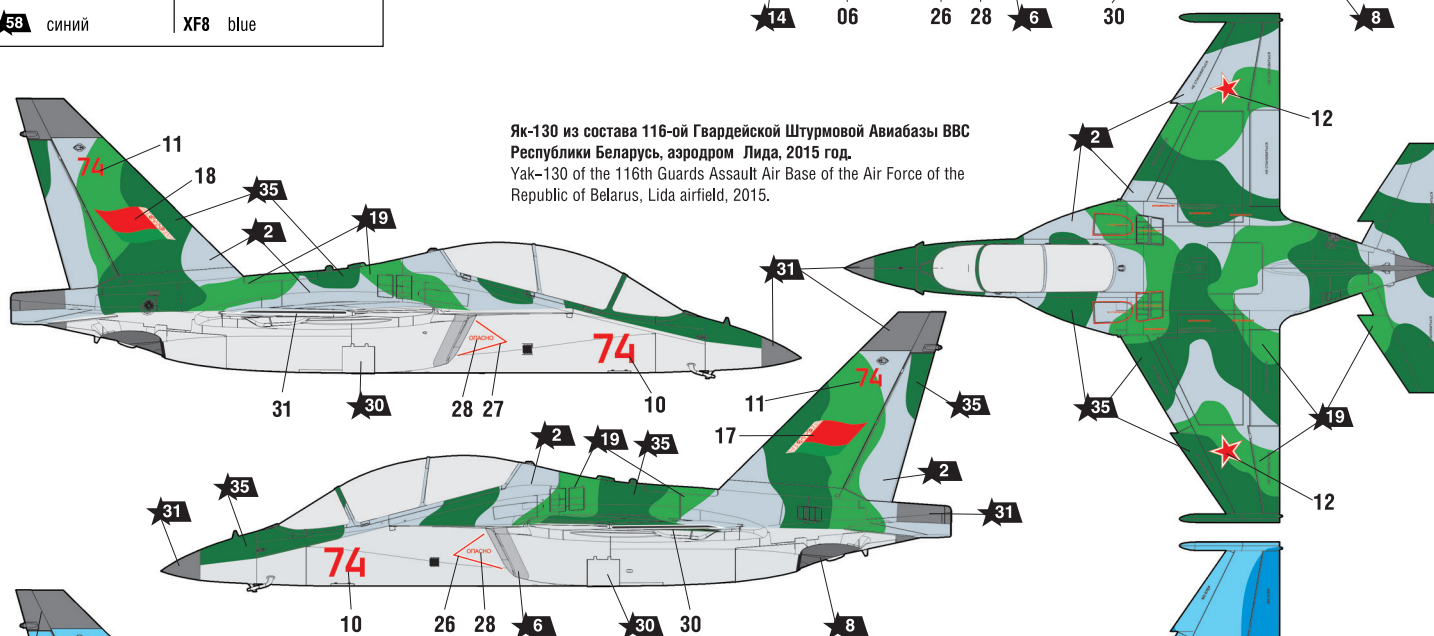 58 синий XF8 blue
14 06 26 28 6 30 8
Як-130 из состава 116-ой Гвардейской Штурмовой Авиабазы ВВС
Республики Беларусь, аэродром Лида, 2015 год.
Yak–130 of the 116th Guards Assault Air Base of the Air Force of the
Republic of Belarus, Lida airfield, 2015.
74 11
18
35
2
19
31
ОПАСНО
74
31 30 28 27 10
12
2
31
35
19
12
74
11
35
17
2
19
35
2
35
31
31
74
ОПАСНО
10 26 28 6 30 30 8